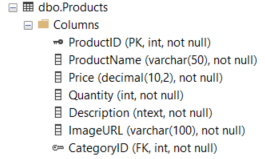 dbo.Products
Columns
ProductID (PK, int, not null)
ProductName (varchar(50), not null)
Price (decimal(10,2), not null)
Quantity (int, not null)
Description (ntext, not null)
ImageURL (varchar(100), not null)
CategoryID (FK, int, not null)